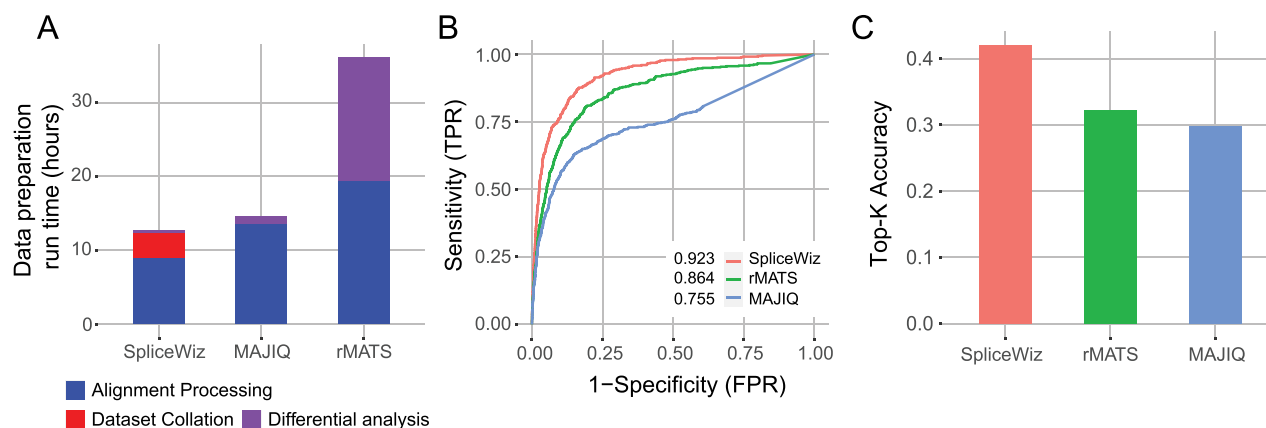 A
Data preparation
run time (hours)
30
20
10
0
SpliceWiz
MAJIQ
rMATS
Alignment Processing
Dataset Collation
Differential analysis
B
Sensitivity (TPR)
1.00
0.75
0.50
0.25
0.00
0.923 SpliceWiz
0.864 rMATS
0.755 MAJIQ
0.00 0.25 0.50 0.75 1.00
1−Specificity (FPR)
C
Top-K Accuracy
0.4
0.3
0.2
0.1
0.0
SpliceWiz
rMATS
MAJIQ